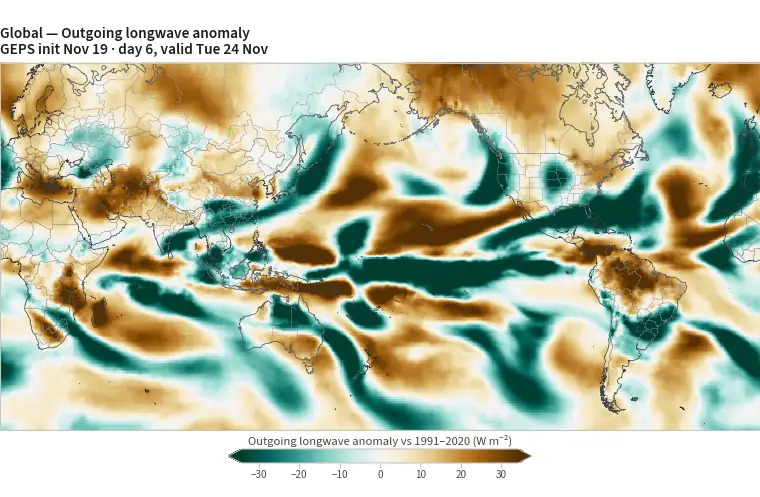 Global — Outgoing longwave anomaly
GEPS init Nov 19 · day 6, valid Tue 24 Nov
Outgoing longwave anomaly vs 1991–2020 (W m⁻²)
−30 −20 −10 0 10 20 30